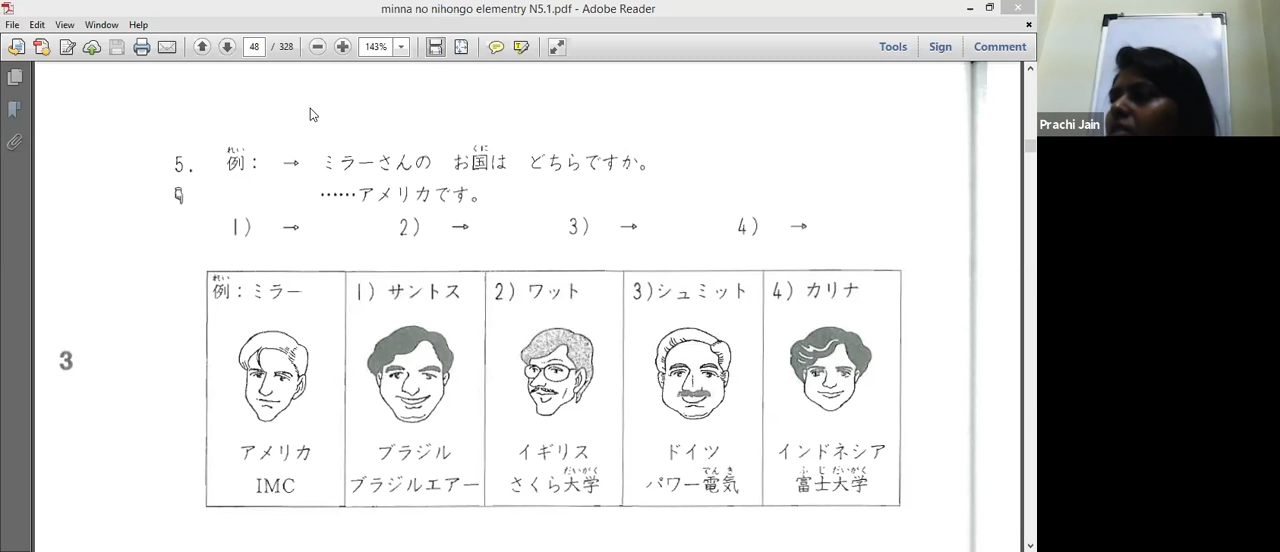 minna no nihongo elementry N5.1.pdf - Adobe Reader
File Edit View Window Help
48 / 328 143% Tools Sign Comment
Prachi Jain
れい くに
5. 例： → ミラーさんの お国は どちらですか。
……アメリカです。
1) → 2) → 3) → 4) →
れい
例：ミラー 1) サントス 2) ワット 3)シュミット 4) カリナ
3
アメリカ ブラジル イギリス ドイツ インドネシア
だいがく でんき ふじだいがく
IMC ブラジルエアー さくら大学 パワー電気 富士大学